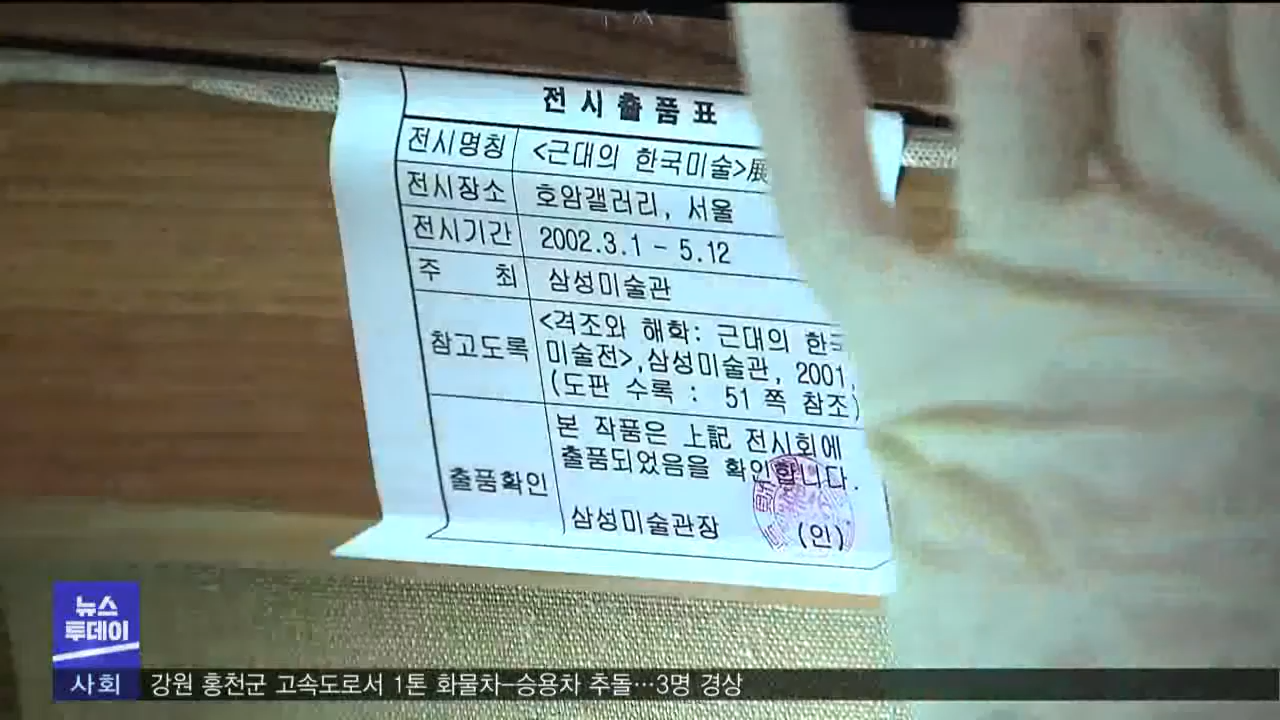 전시출품표
전시명칭 <근대의 한국미술>展
전시장소 호암갤러리, 서울
전시기간 2002.3.1 - 5.12
주 최 삼성미술관
참고도록 <격조와 해학: 근대의 한국
미술전>,삼성미술관, 2001,
(도판 수록 : 51 쪽 참조)
출품확인 본 작품은 上記 전시회에
출품되었음을 확인합니다.
삼성미술관장 (인)
뉴스
투데이
사회 강원 홍천군 고속도로서 1톤 화물차-승용차 추돌…3명 경상